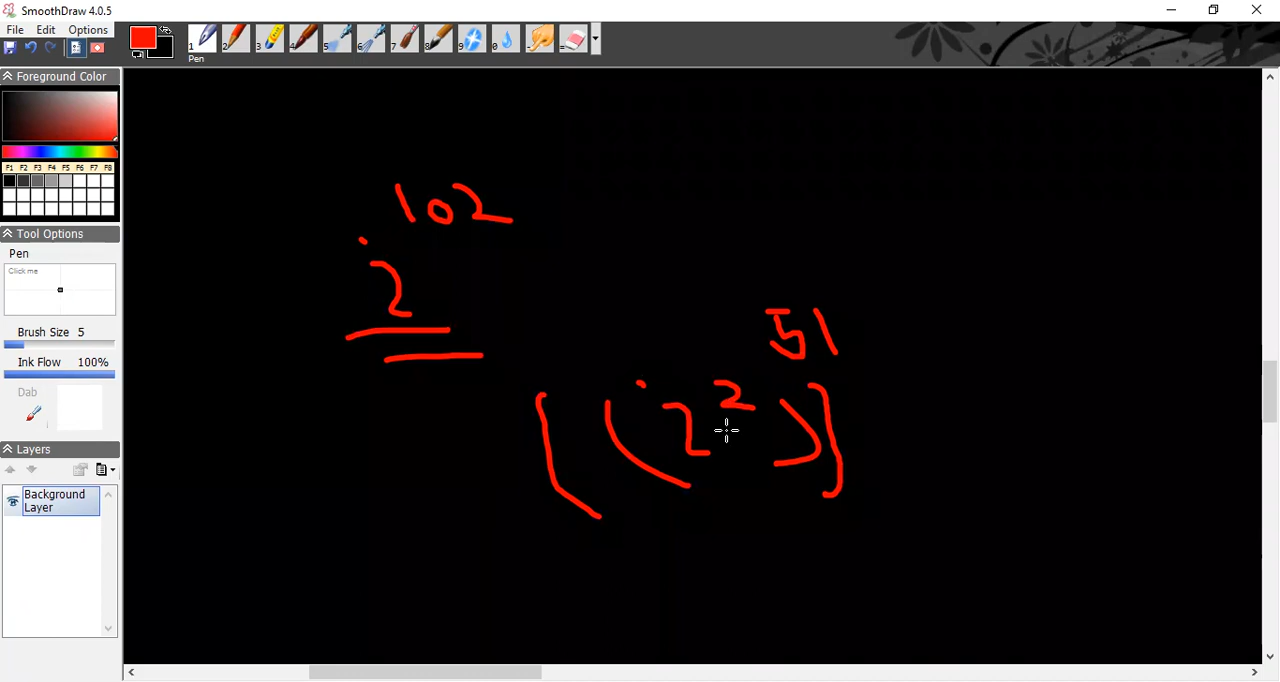 SmoothDraw 4.0.5
File Edit Options
1 2 3 4 5 6 7 8 9 0 - =
Pen
Foreground Color
F1 F2 F3 F4 F5 F6 F7 F8
Tool Options
Pen
Click me
Brush Size 5
Ink Flow 100%
Dab
Layers
Background Layer
102
2
51
((2²))